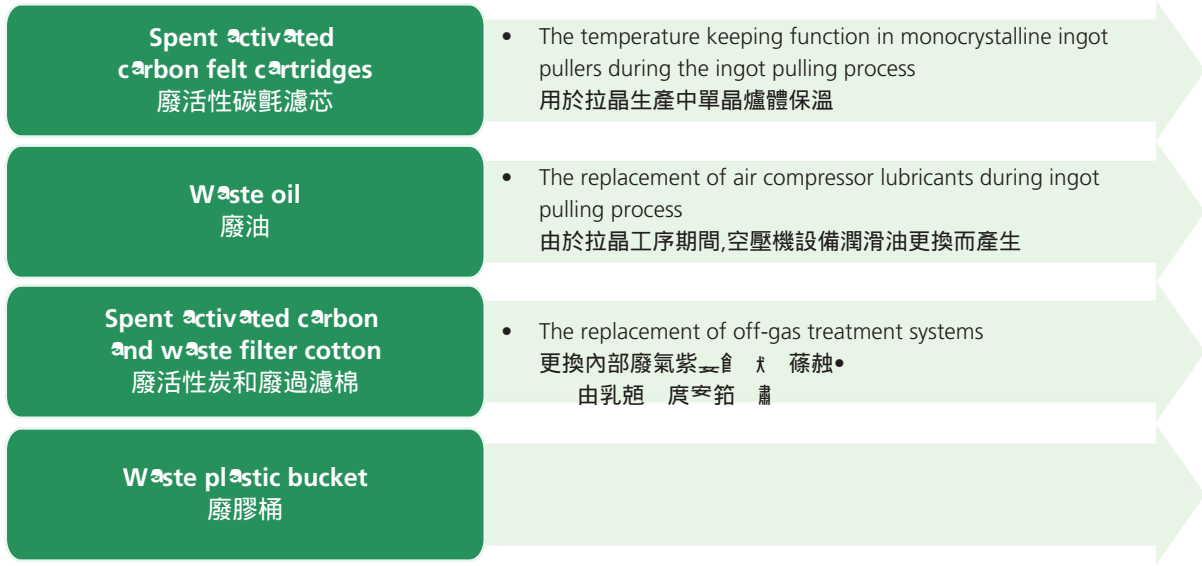 Spent activated
carbon felt cartridges
廢活性碳氈濾芯
• The temperature keeping function in monocrystalline ingot
pullers during the ingot pulling process
用於拉晶生產中單晶爐體保溫
Waste oil
廢油
• The replacement of air compressor lubricants during ingot
pulling process
由於拉晶工序期間,空壓機設備潤滑油更換而產生
Spent activated carbon
and waste filter cotton
廢活性炭和廢過濾棉
• The replacement of off-gas treatment systems
更換內部廢氣紫
由乳
Waste plastic bucket
廢膠桶